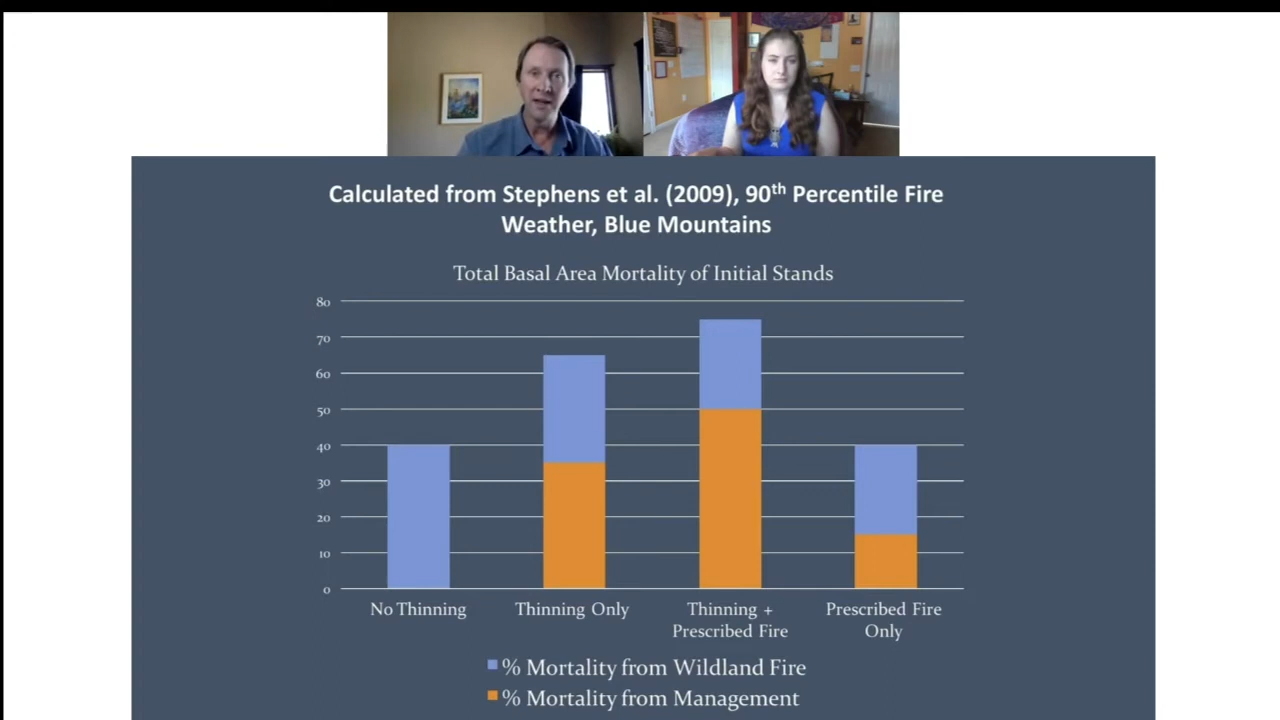 Calculated from Stephens et al. (2009), 90th Percentile Fire
Weather, Blue Mountains
Total Basal Area Mortality of Initial Stands
80
70
60
50
40
30
20
10
0
No Thinning
Thinning Only
Thinning +
Prescribed Fire
Prescribed Fire
Only
% Mortality from Wildland Fire
% Mortality from Management